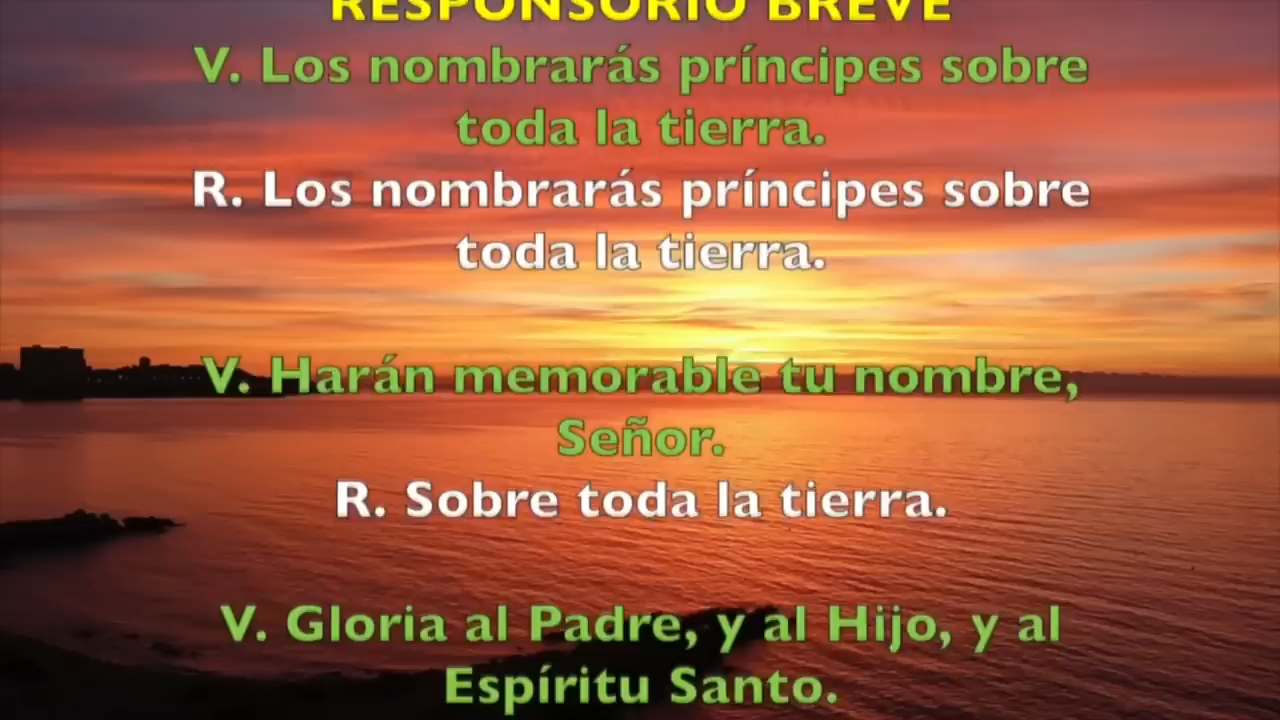 RESPONSORIO BREVE
V. Los nombrarás príncipes sobre
toda la tierra.
R. Los nombrarás príncipes sobre
toda la tierra.
V. Harán memorable tu nombre,
Señor.
R. Sobre toda la tierra.
V. Gloria al Padre, y al Hijo, y al
Espíritu Santo.